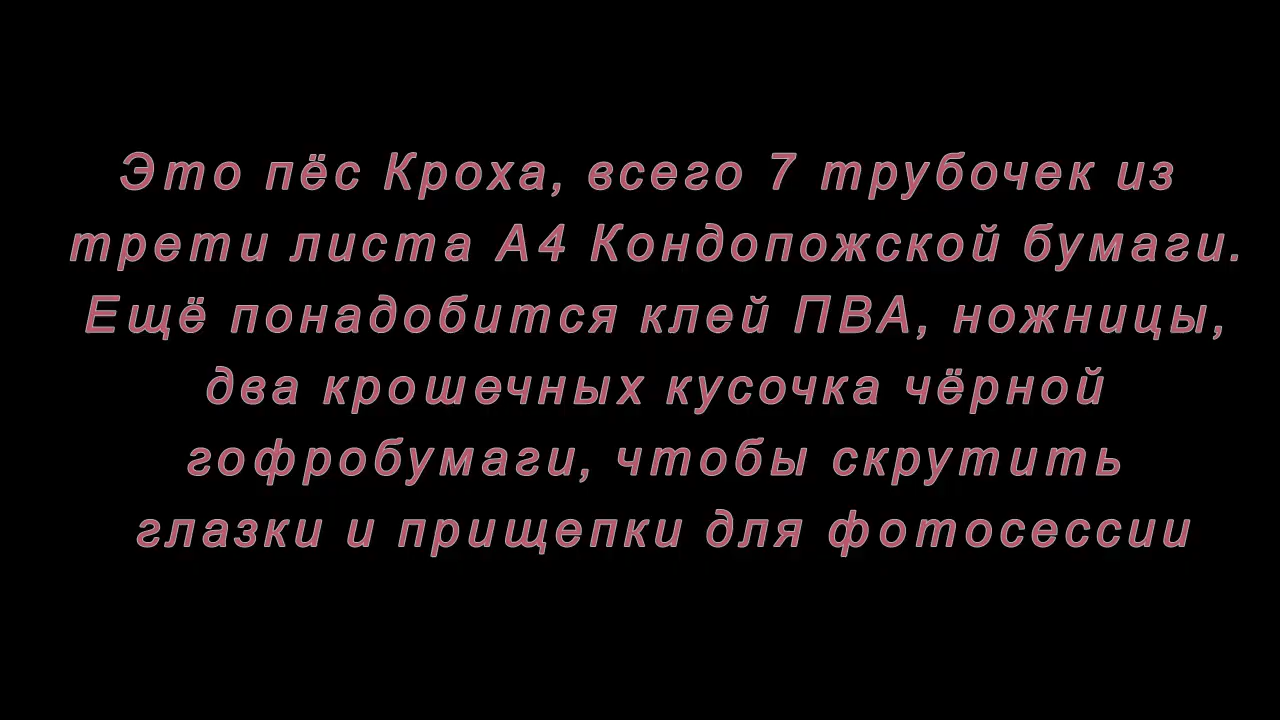 Это пёс Кроха, всего 7 трубочек из
трети листа А4 Кондопожской бумаги.
Ещё понадобится клей ПВА, ножницы,
два крошечных кусочка чёрной
гофробумаги, чтобы скрутить
глазки и прищепки для фотосессии